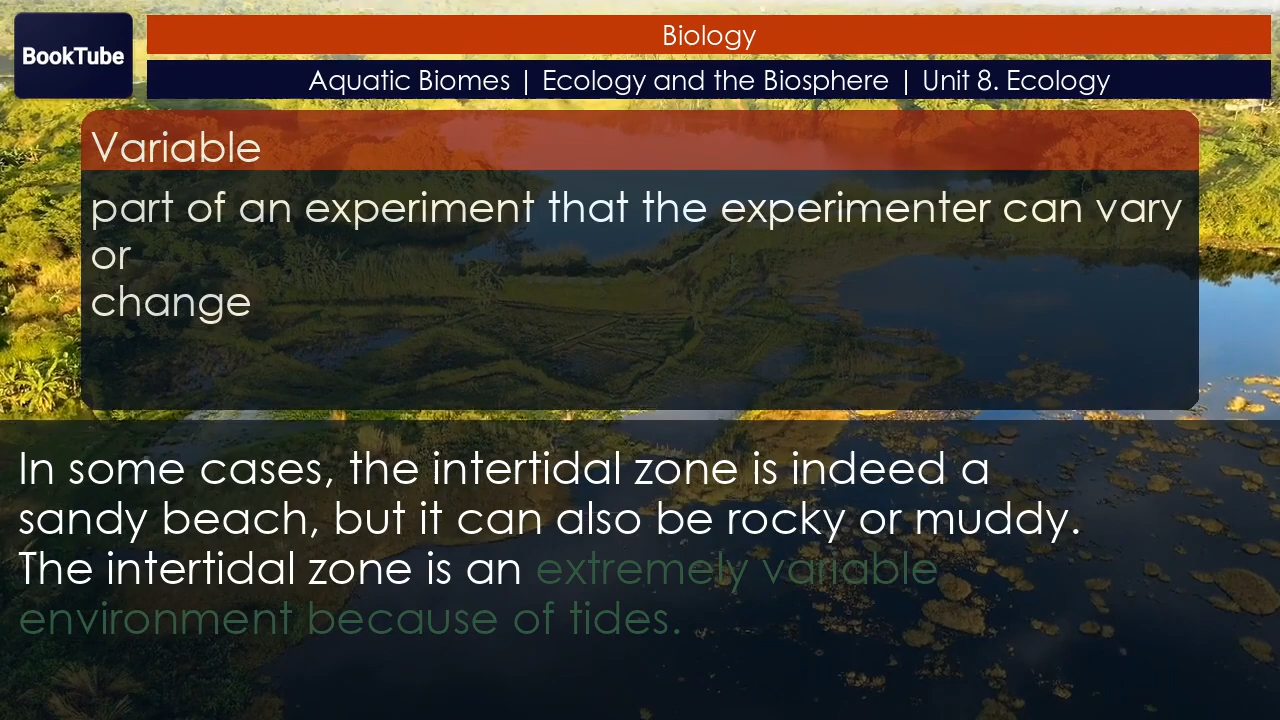 BookTube
Biology
Aquatic Biomes | Ecology and the Biosphere | Unit 8. Ecology
Variable
part of an experiment that the experimenter can vary
or
change
In some cases, the intertidal zone is indeed a
sandy beach, but it can also be rocky or muddy.
The intertidal zone is an extremely variable
environment because of tides.